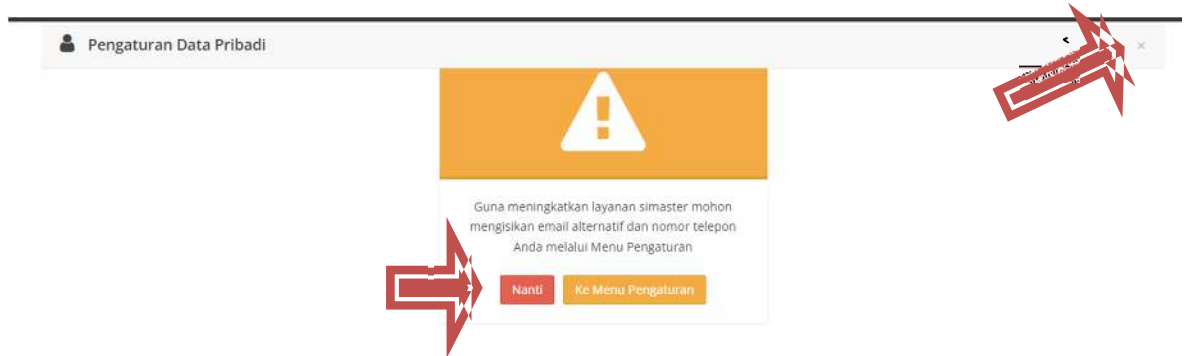 Pengaturan Data Pribadi
×
Guna meningkatkan layanan simaster mohon
mengisikan email alternatif dan nomor telepon
Anda melalui Menu Pengaturan
Nanti Ke Menu Pengaturan